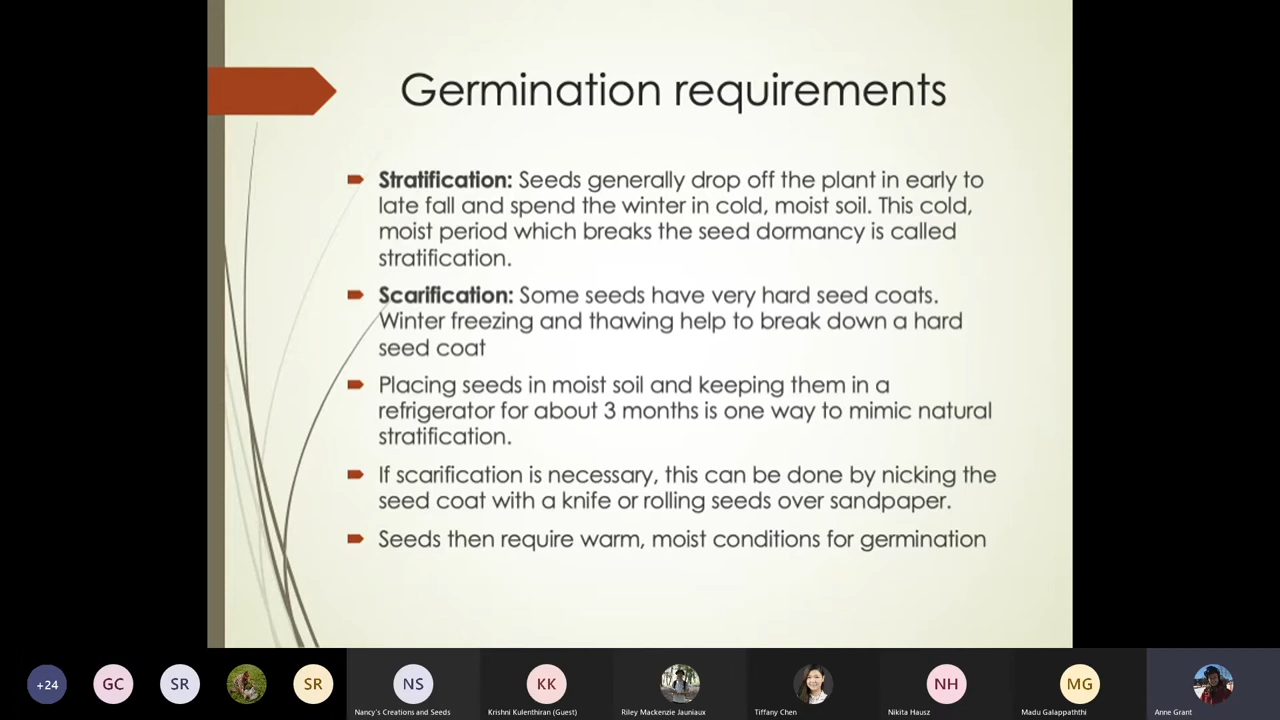 Germination requirements
Stratification: Seeds generally drop off the plant in early to
late fall and spend the winter in cold, moist soil. This cold,
moist period which breaks the seed dormancy is called
stratification.
Scarification: Some seeds have very hard seed coats.
Winter freezing and thawing help to break down a hard
seed coat
Placing seeds in moist soil and keeping them in a
refrigerator for about 3 months is one way to mimic natural
stratification.
If scarification is necessary, this can be done by nicking the
seed coat with a knife or rolling seeds over sandpaper.
Seeds then require warm, moist conditions for germination
+24 GC SR SR NS KK NH MG
Nancy's Creations and Seeds Krishni Kulenthiran (Guest) Riley Mackenzie Jauniaux Tiffany Chen Nikita Hausz Madu Galappaththi Anne Grant